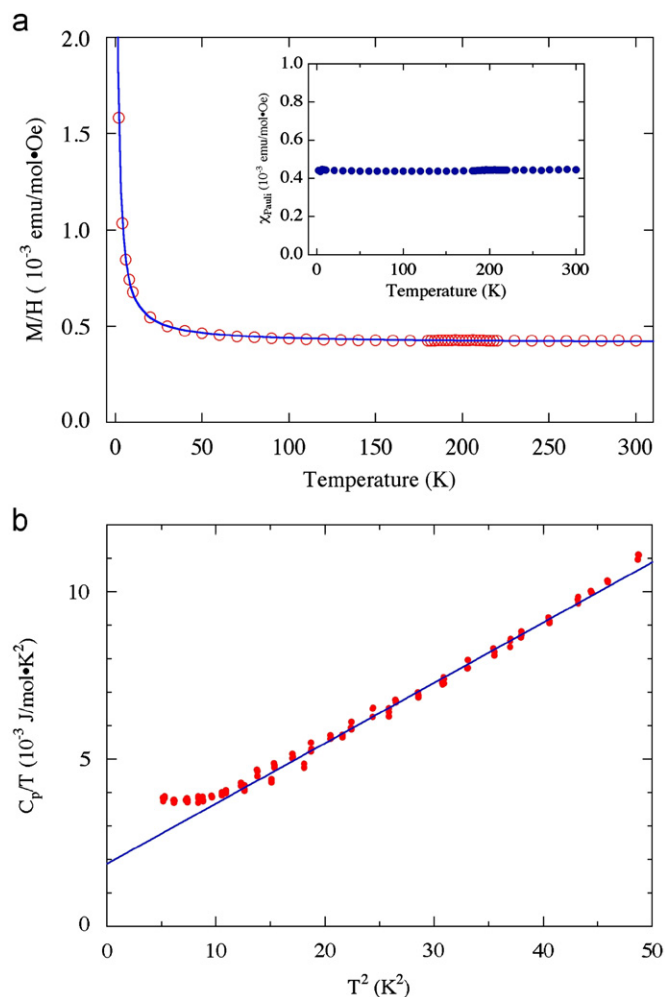 a
2.0
1.5
1.0
0.5
0.0
M/H ( 10⁻³ emu/mol•Oe)
0 50 100 150 200 250 300
Temperature (K)
1.0
0.8
0.6
0.4
0.2
0.0
χPauli (10⁻³ emu/mol•Oe)
0 100 200 300
Temperature (K)
b
10
5
0
Cp/T (10⁻³ J/mol•K²)
0 10 20 30 40 50
T² (K²)